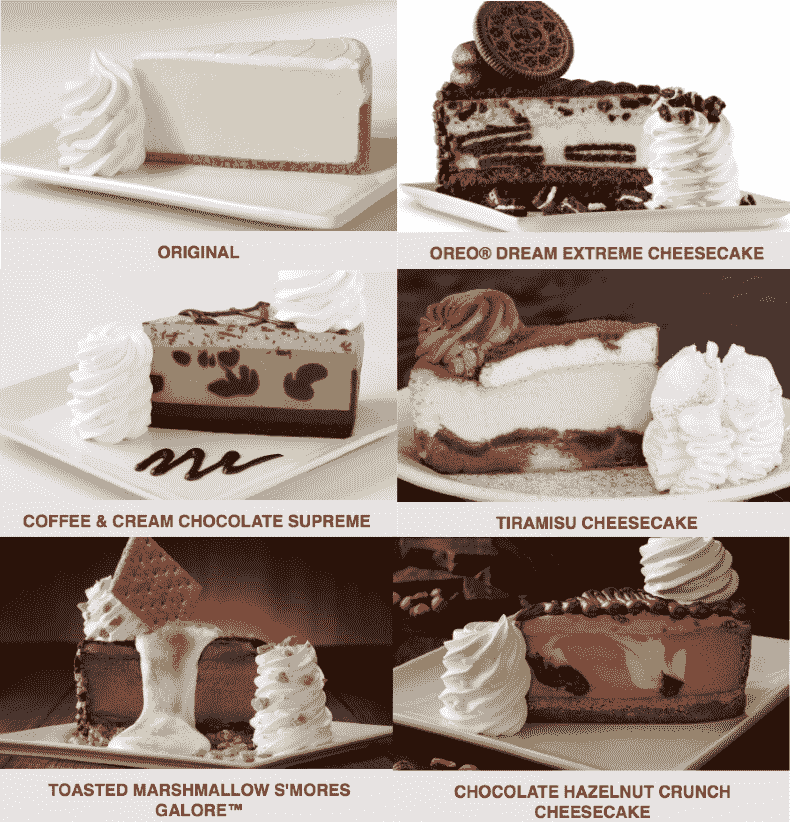 ORIGINAL
OREO® DREAM EXTREME CHEESECAKE
COFFEE & CREAM CHOCOLATE SUPREME
TIRAMISU CHEESECAKE
TOASTED MARSHMALLOW S'MORES
GALORE™
CHOCOLATE HAZELNUT CRUNCH
CHEESECAKE